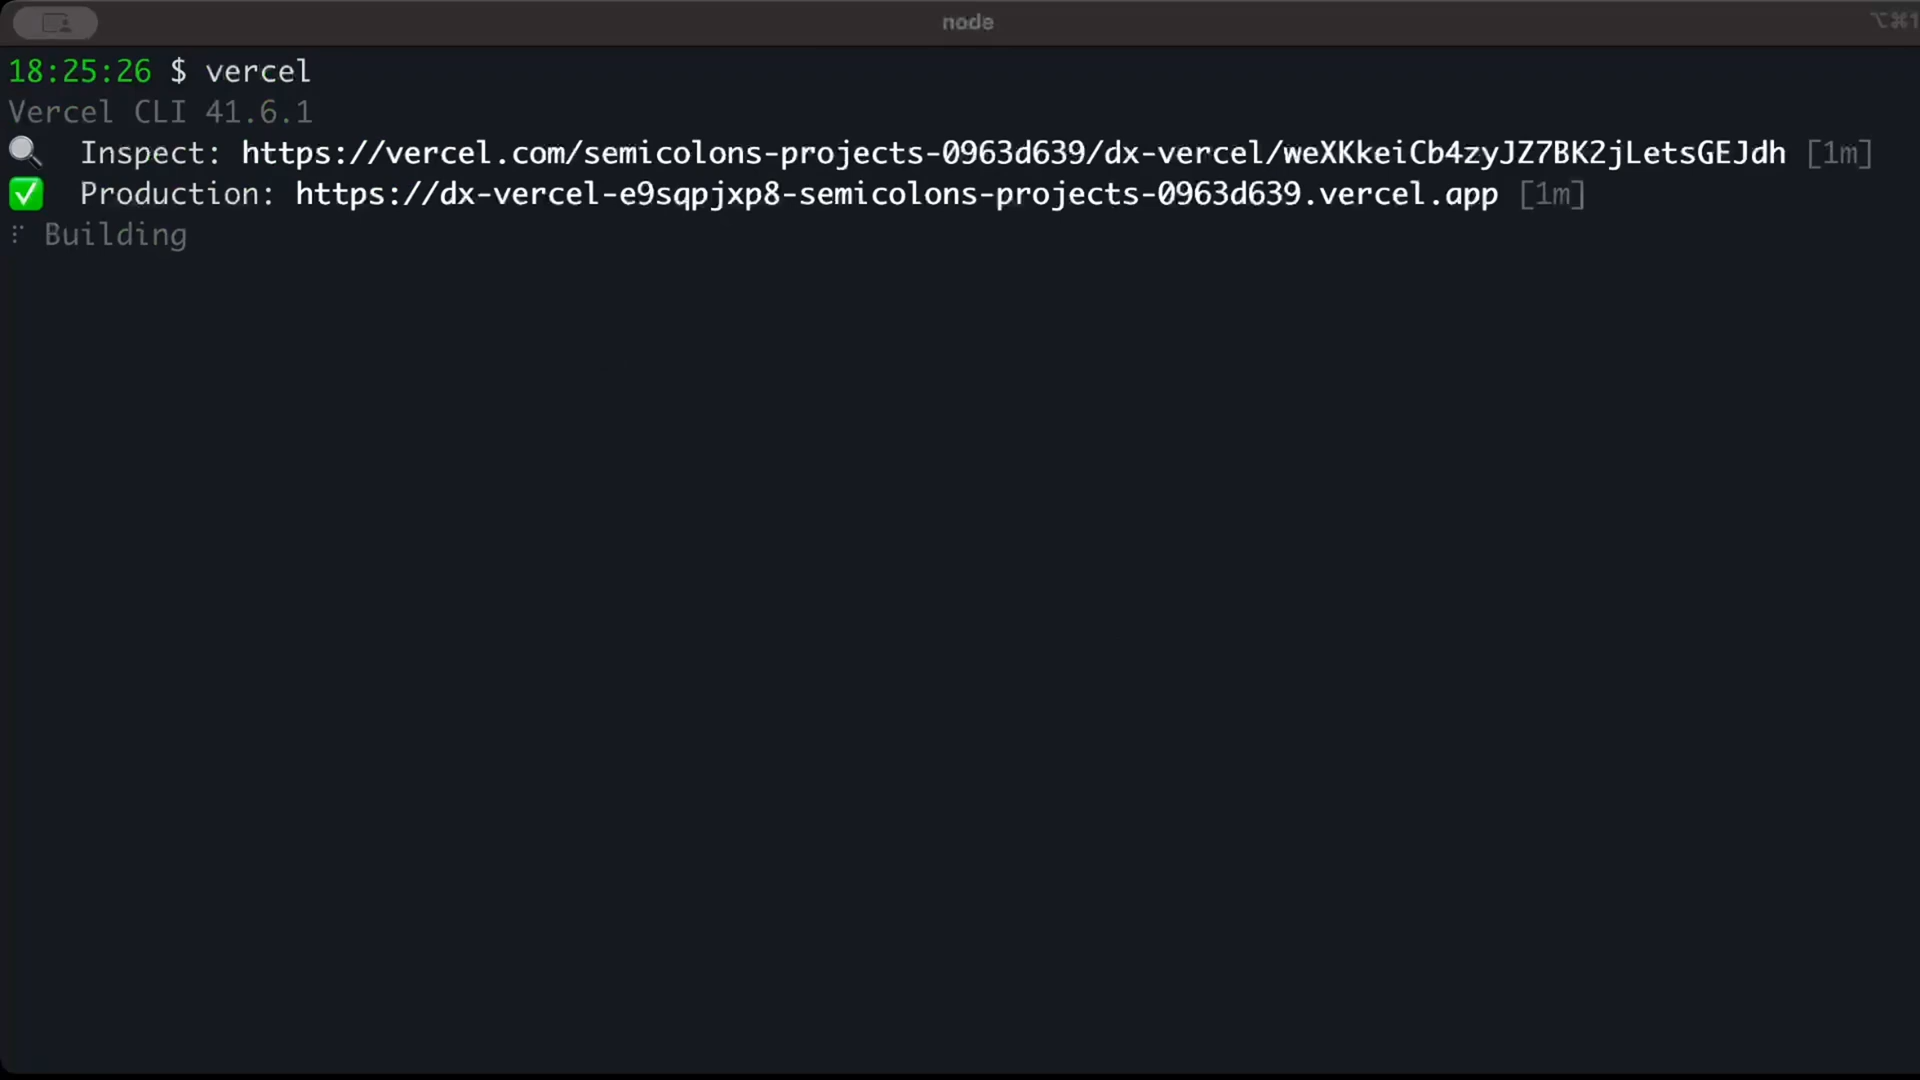 node
⌥⌘1
18:25:26 $ vercel
Vercel CLI 41.6.1
Inspect: https://vercel.com/semicolons-projects-0963d639/dx-vercel/weXKkeiCb4zyJZ7BK2jLetsGEJdh [1m]
Production: https://dx-vercel-e9sqpjxp8-semicolons-projects-0963d639.vercel.app [1m]
Building